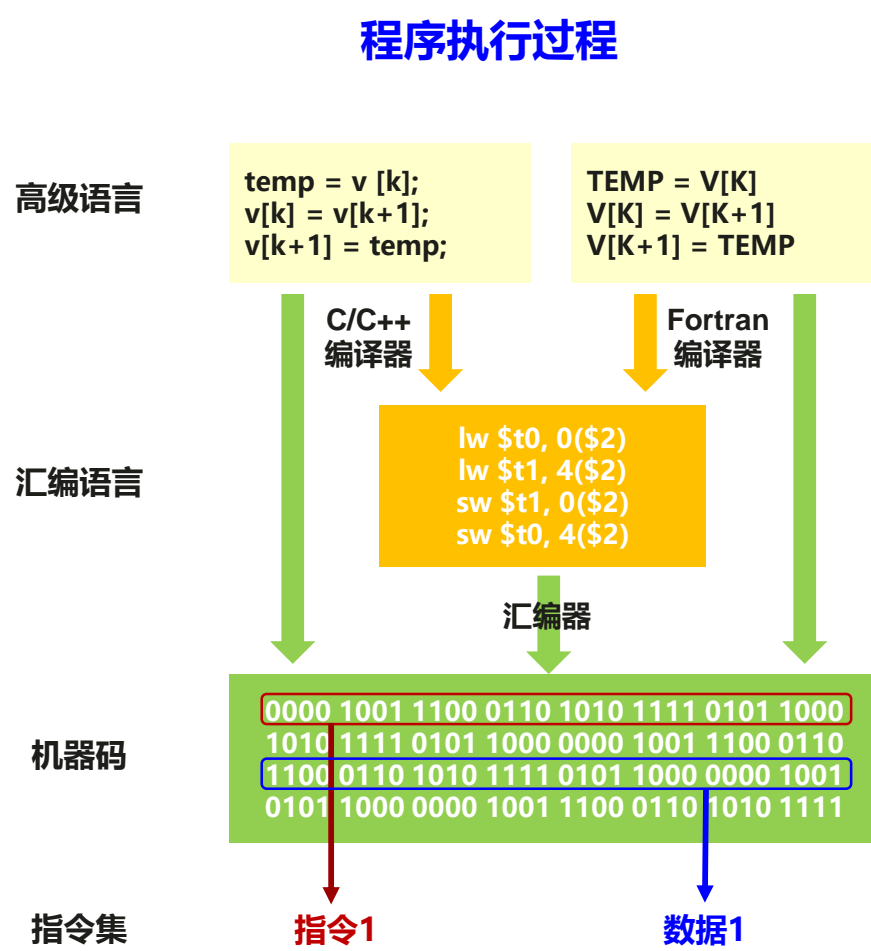 程序执行过程
高级语言
temp = v [k];
v[k] = v[k+1];
v[k+1] = temp;
TEMP = V[K]
V[K] = V[K+1]
V[K+1] = TEMP
C/C++
编译器
Fortran
编译器
汇编语言
lw $t0, 0($2)
lw $t1, 4($2)
sw $t1, 0($2)
sw $t0, 4($2)
汇编器
机器码
0000 1001 1100 0110 1010 1111 0101 1000
1010 1111 0101 1000 0000 1001 1100 0110
1100 0110 1010 1111 0101 1000 0000 1001
0101 1000 0000 1001 1100 0110 1010 1111
指令集
指令1
数据1